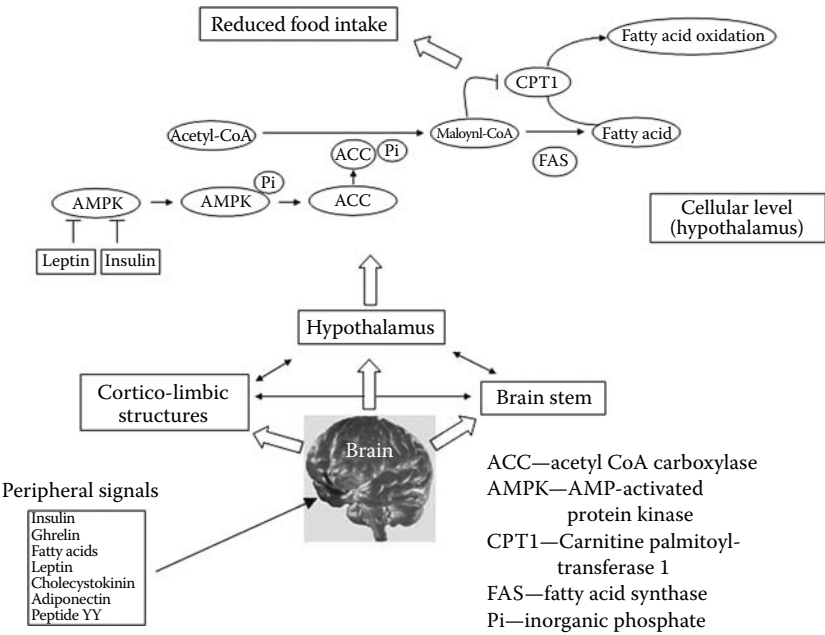 Reduced food intake
Fatty acid oxidation
CPT1
Acetyl-CoA
Maloynl-CoA
Fatty acid
ACC
Pi
FAS
Pi
AMPK
AMPK
ACC
Cellular level
(hypothalamus)
Leptin
Insulin
Hypothalamus
Cortico-limbic
structures
Brain stem
Brain
ACC—acetyl CoA carboxylase
AMPK—AMP-activated
protein kinase
CPT1—Carnitine palmitoyl-
transferase 1
FAS—fatty acid synthase
Pi—inorganic phosphate
Peripheral signals
Insulin
Ghrelin
Fatty acids
Leptin
Cholecystokinin
Adiponectin
Peptide YY